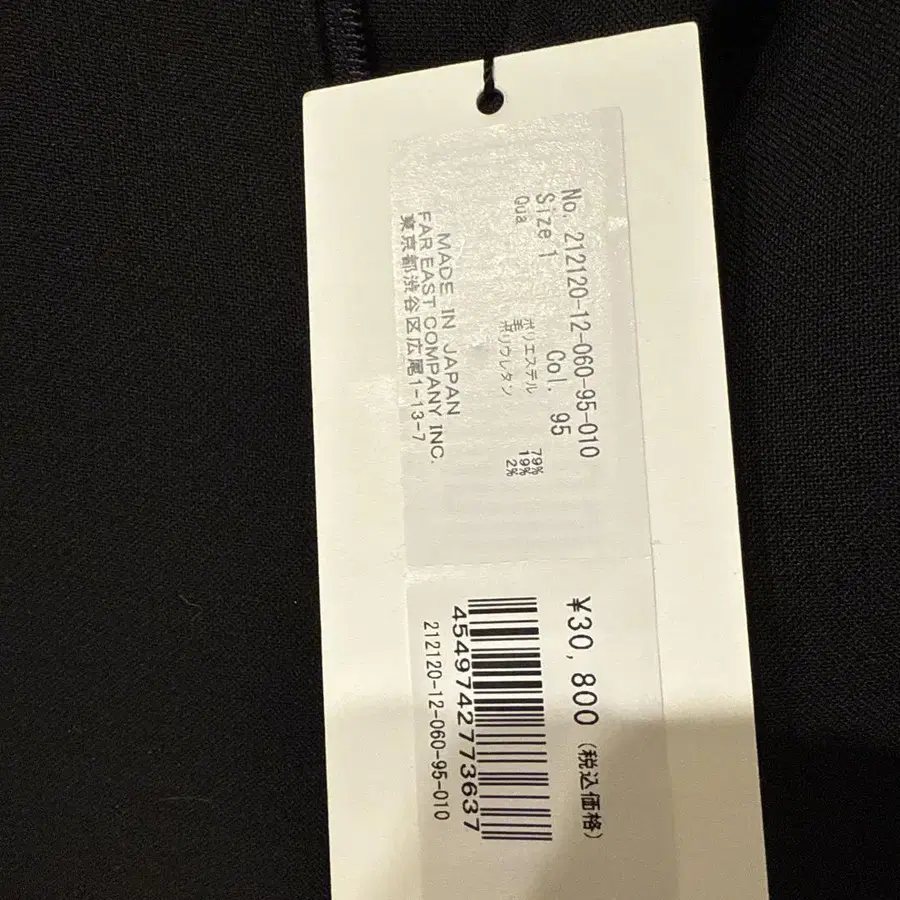 No. 212120-12-060-95-010
Size 1 Col. 95
Qua ポリエステル 79%
毛 19%
ポリウレタン 2%
MADE IN JAPAN
FAR EAST COMPANY INC.
東京都渋谷区広尾1-13-7
¥30,800 (税込価格)
4549742773637
212120-12-060-95-010